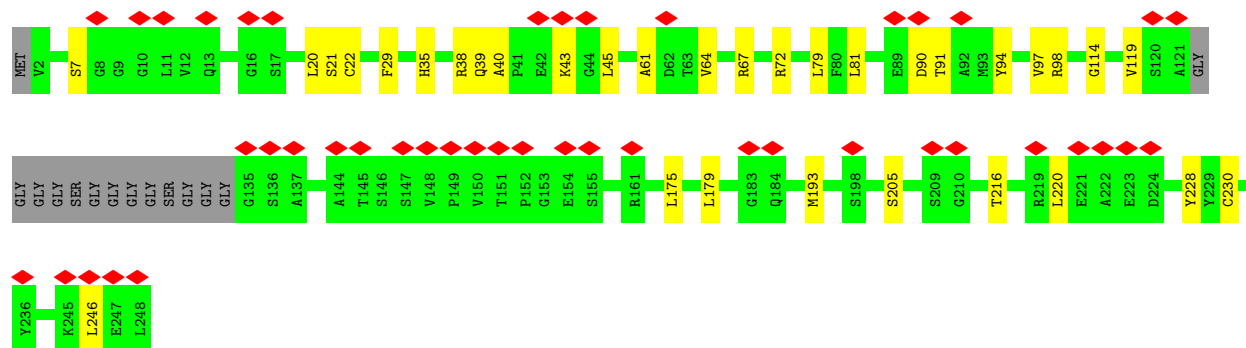 MET V2 S7 G8 G9 G10 L11 V12 Q13 G16 S17 L20 S21 C22 F29 H35 R38 Q39 A40 P41 E42 K43 G44 L45 A61 D62 T63 V64 R67 R72 L79 F80 L81 E89 D90 T91 A92 M93 Y94 V97 R98 G114 V119 S120 A121 GLY
GLY GLY GLY SER GLY GLY GLY GLY SER GLY GLY GLY G135 S136 A137 A144 T145 S146 S147 V148 P149 V150 T151 P152 G153 E154 S155 R161 L175 L179 G183 Q184 M193 S198 S205 S209 G210 T216 R219 L220 E221 A222 E223 D224 Y228 Y229 C230
Y236 K245 L246 E247 L248